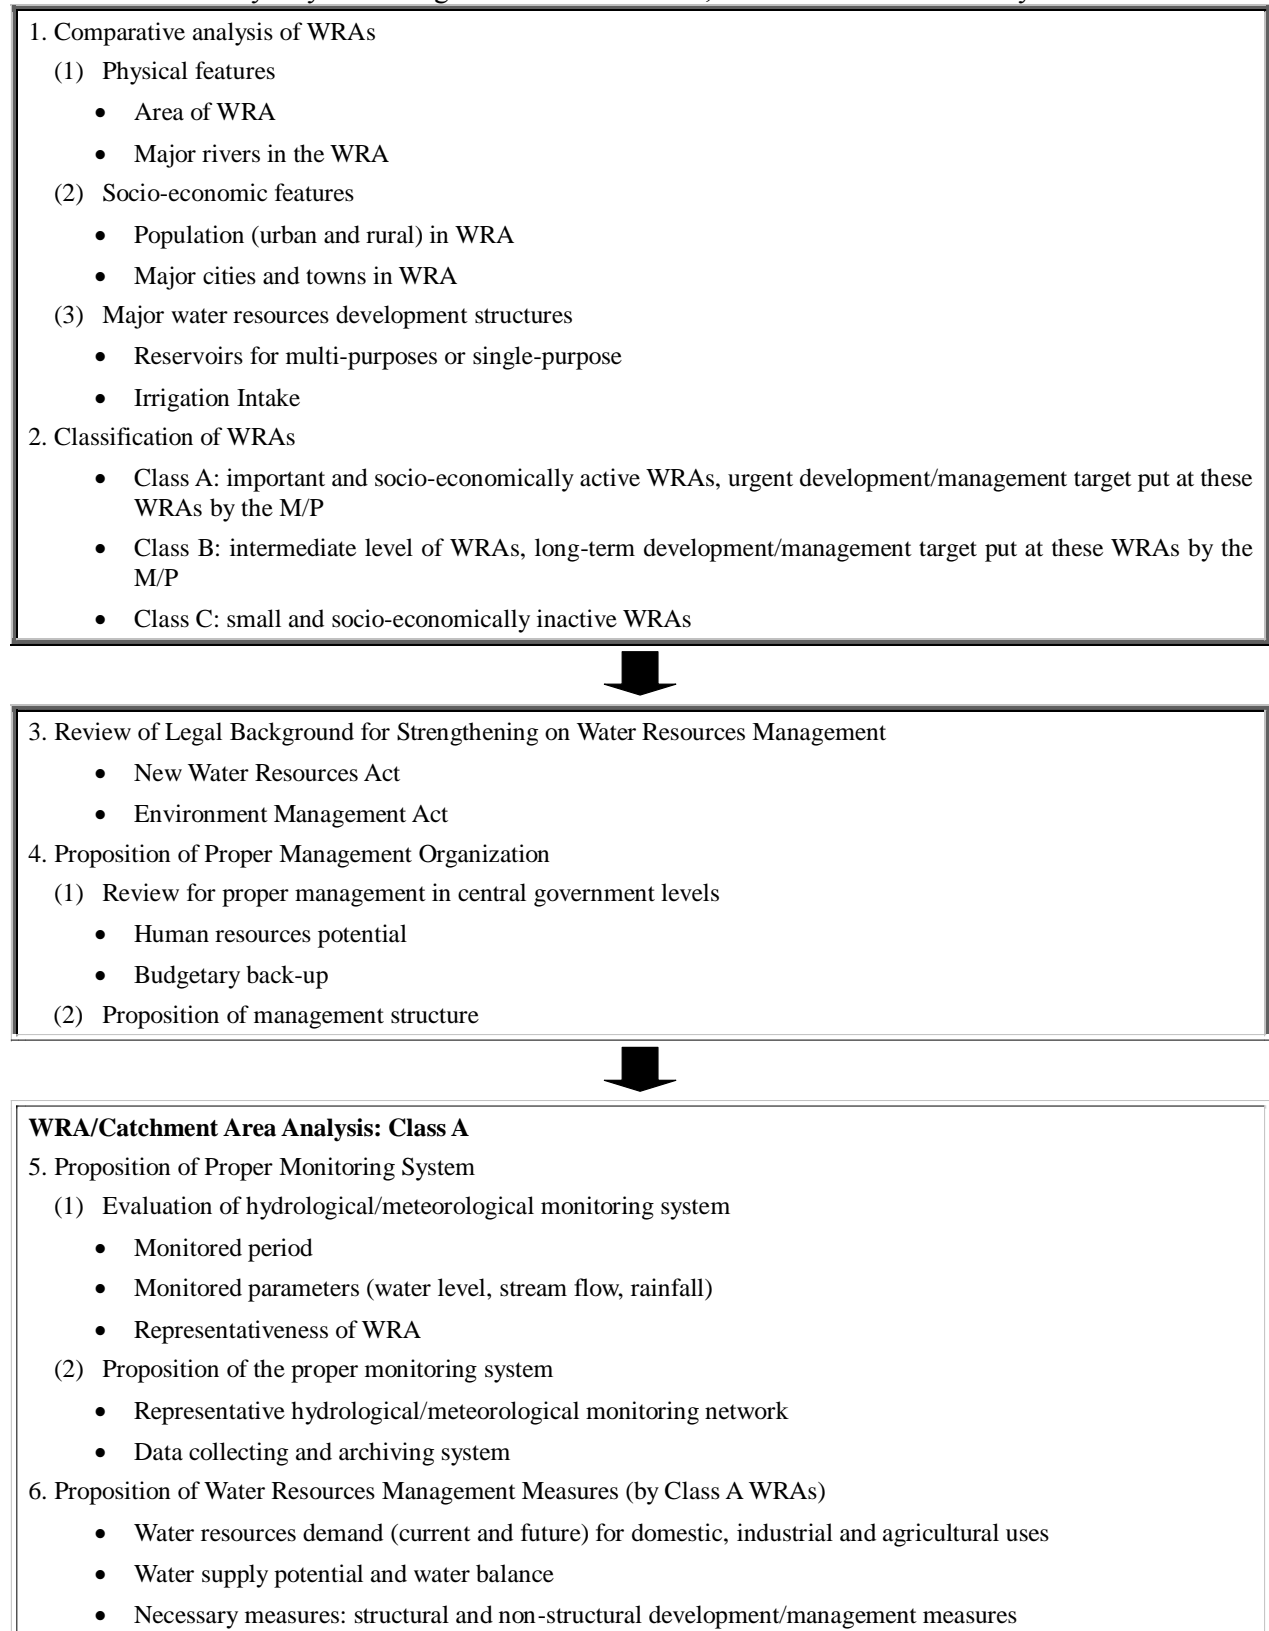 1. Comparative analysis of WRAs
(1) Physical features
• Area of WRA
• Major rivers in the WRA
(2) Socio-economic features
• Population (urban and rural) in WRA
• Major cities and towns in WRA
(3) Major water resources development structures
• Reservoirs for multi-purposes or single-purpose
• Irrigation Intake
2. Classification of WRAs
• Class A: important and socio-economically active WRAs, urgent development/management target put at these
WRAs by the M/P
• Class B: intermediate level of WRAs, long-term development/management target put at these WRAs by the
M/P
• Class C: small and socio-economically inactive WRAs
3. Review of Legal Background for Strengthening on Water Resources Management
• New Water Resources Act
• Environment Management Act
4. Proposition of Proper Management Organization
(1) Review for proper management in central government levels
• Human resources potential
• Budgetary back-up
(2) Proposition of management structure
WRA/Catchment Area Analysis: Class A
5. Proposition of Proper Monitoring System
(1) Evaluation of hydrological/meteorological monitoring system
• Monitored period
• Monitored parameters (water level, stream flow, rainfall)
• Representativeness of WRA
(2) Proposition of the proper monitoring system
• Representative hydrological/meteorological monitoring network
• Data collecting and archiving system
6. Proposition of Water Resources Management Measures (by Class A WRAs)
• Water resources demand (current and future) for domestic, industrial and agricultural uses
• Water supply potential and water balance
• Necessary measures: structural and non-structural development/management measures